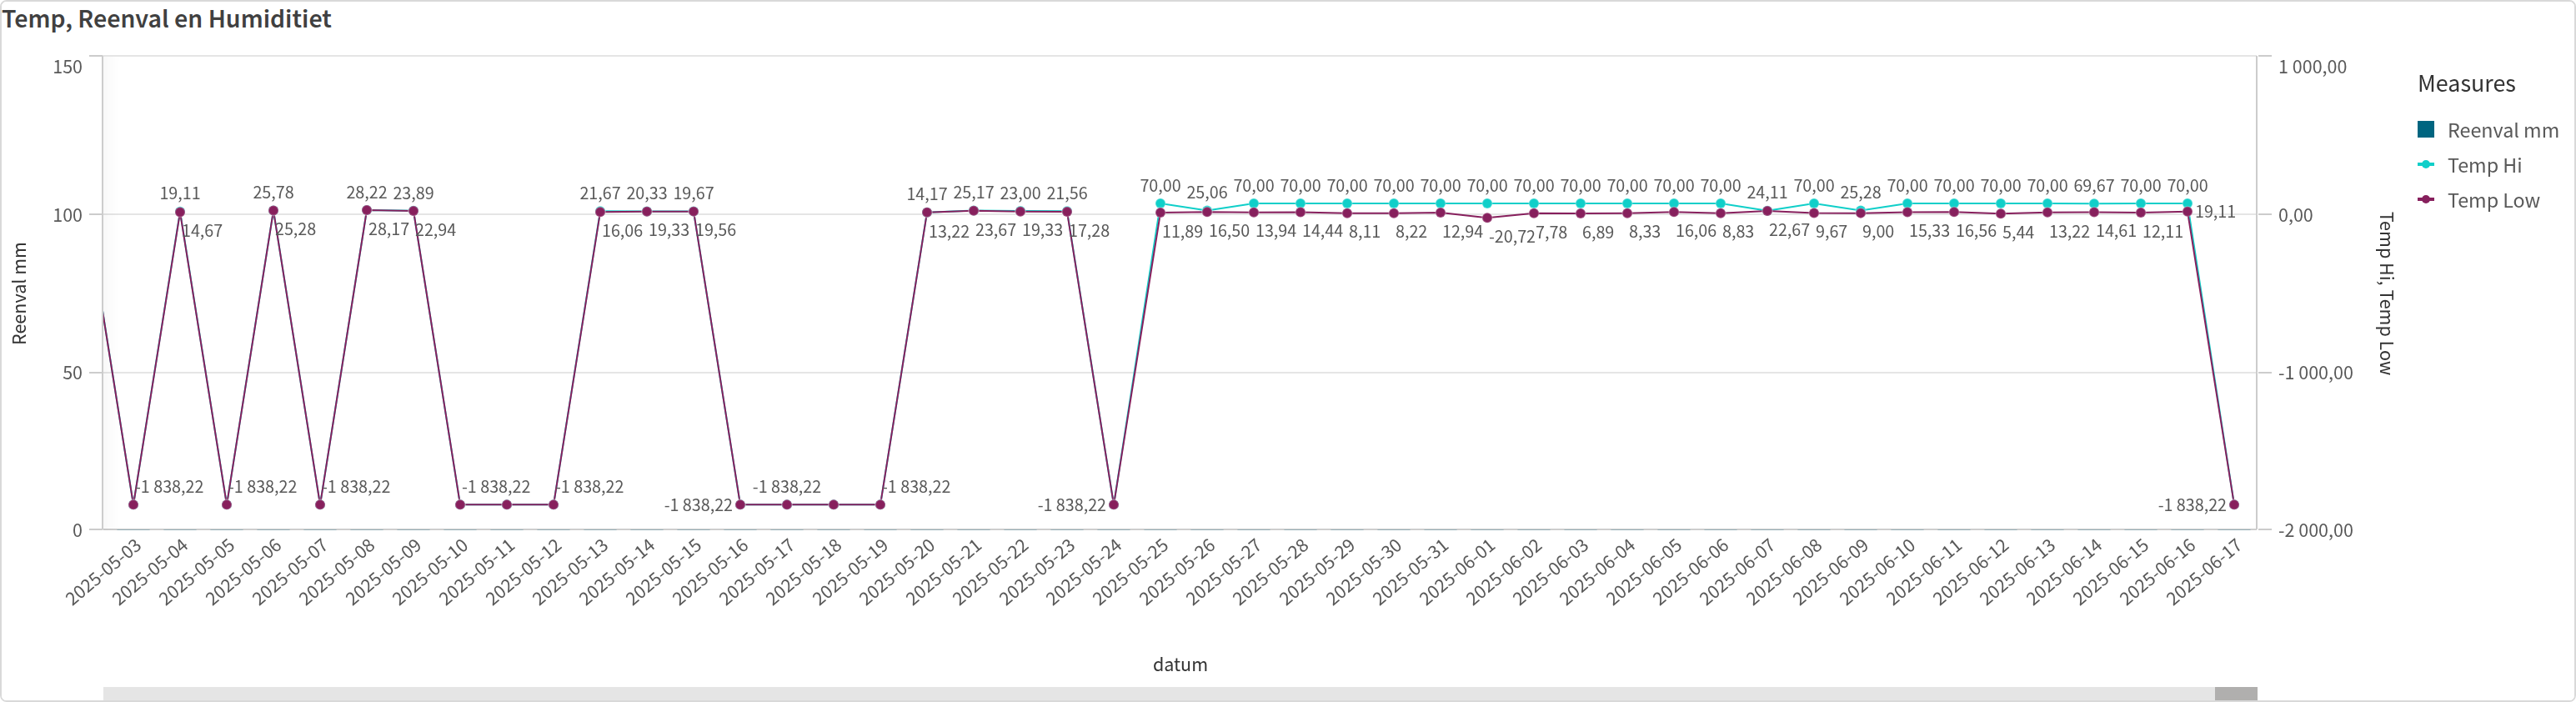 Temp, Reenval en Humiditiet
150
100
50
0
Reenval mm
1 000,00
0,00
-1 000,00
-2 000,00
Temp Hi, Temp Low
Measures
Reenval mm
Temp Hi
Temp Low
19,11 25,78 28,22 23,89 21,67 20,33 19,67 14,17 25,17 23,00 21,56 70,00 25,06 70,00 70,00 70,00 70,00 70,00 70,00 70,00 70,00 70,00 70,00 70,00 24,11 70,00 25,28 70,00 70,00 70,00 70,00 69,67 70,00 70,00
14,67 25,28 28,17 22,94 16,06 19,33 19,56 13,22 23,67 19,33 17,28 11,89 16,50 13,94 14,44 8,11 8,22 12,94 -20,72 7,78 6,89 8,33 16,06 8,83 22,67 9,67 9,00 15,33 16,56 5,44 13,22 14,61 12,11 19,11
-1 838,22 -1 838,22 -1 838,22 -1 838,22 -1 838,22 -1 838,22 -1 838,22 -1 838,22 -1 838,22 -1 838,22
2025-05-03 2025-05-04 2025-05-05 2025-05-06 2025-05-07 2025-05-08 2025-05-09 2025-05-10 2025-05-11 2025-05-12 2025-05-13 2025-05-14 2025-05-15 2025-05-16 2025-05-17 2025-05-18 2025-05-19 2025-05-20 2025-05-21 2025-05-22 2025-05-23 2025-05-24 2025-05-25 2025-05-26 2025-05-27 2025-05-28 2025-05-29 2025-05-30 2025-05-31 2025-06-01 2025-06-02 2025-06-03 2025-06-04 2025-06-05 2025-06-06 2025-06-07 2025-06-08 2025-06-09 2025-06-10 2025-06-11 2025-06-12 2025-06-13 2025-06-14 2025-06-15 2025-06-16 2025-06-17
datum